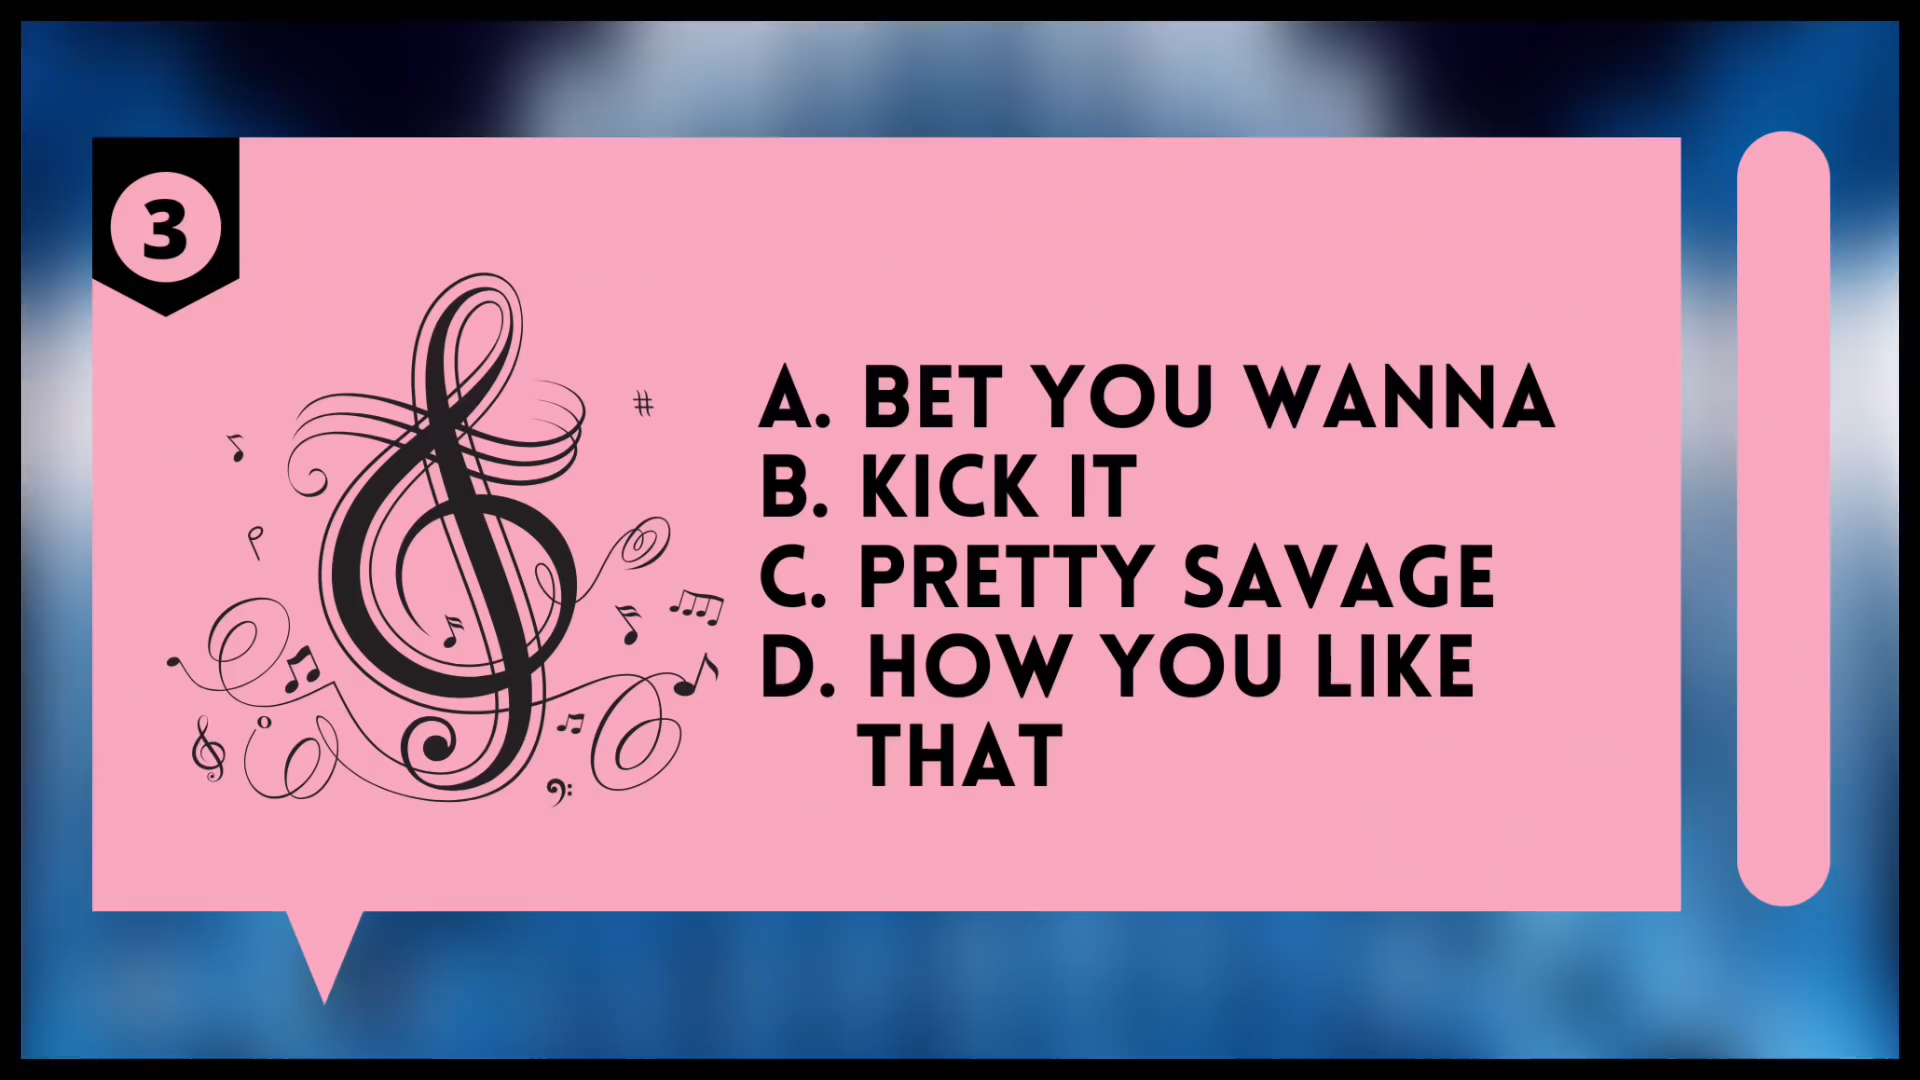 3
A. BET YOU WANNA
B. KICK IT
C. PRETTY SAVAGE
D. HOW YOU LIKE
THAT